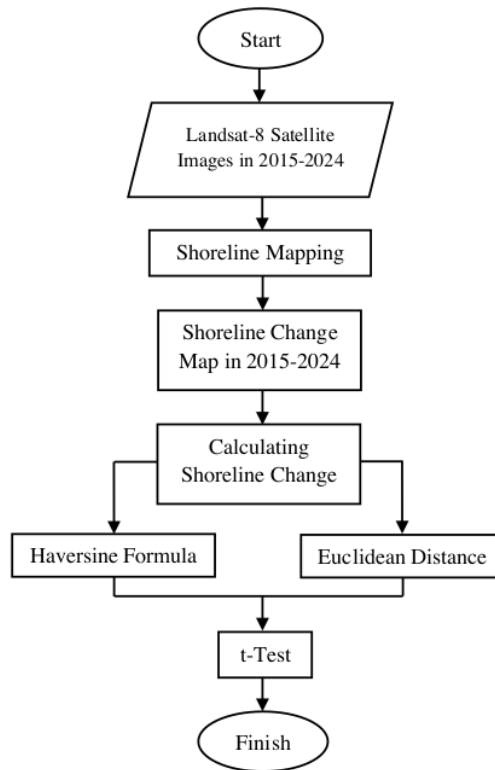 Start
Landsat-8 Satellite
Images in 2015-2024
Shoreline Mapping
Shoreline Change
Map in 2015-2024
Calculating
Shoreline Change
Haversine Formula
Euclidean Distance
t-Test
Finish